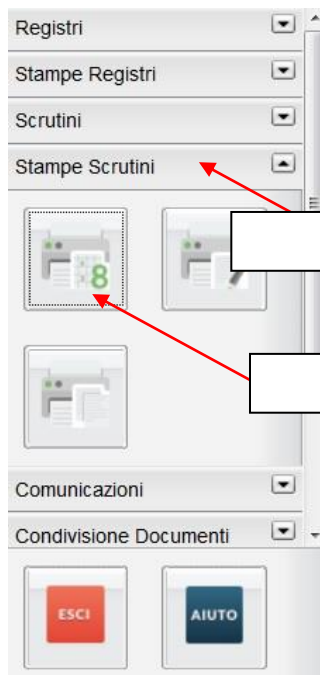 Registri
Stampe Registri
Scrutini
Stampe Scrutini
8
Comunicazioni
Condivisione Documenti
ESCI
AIUTO